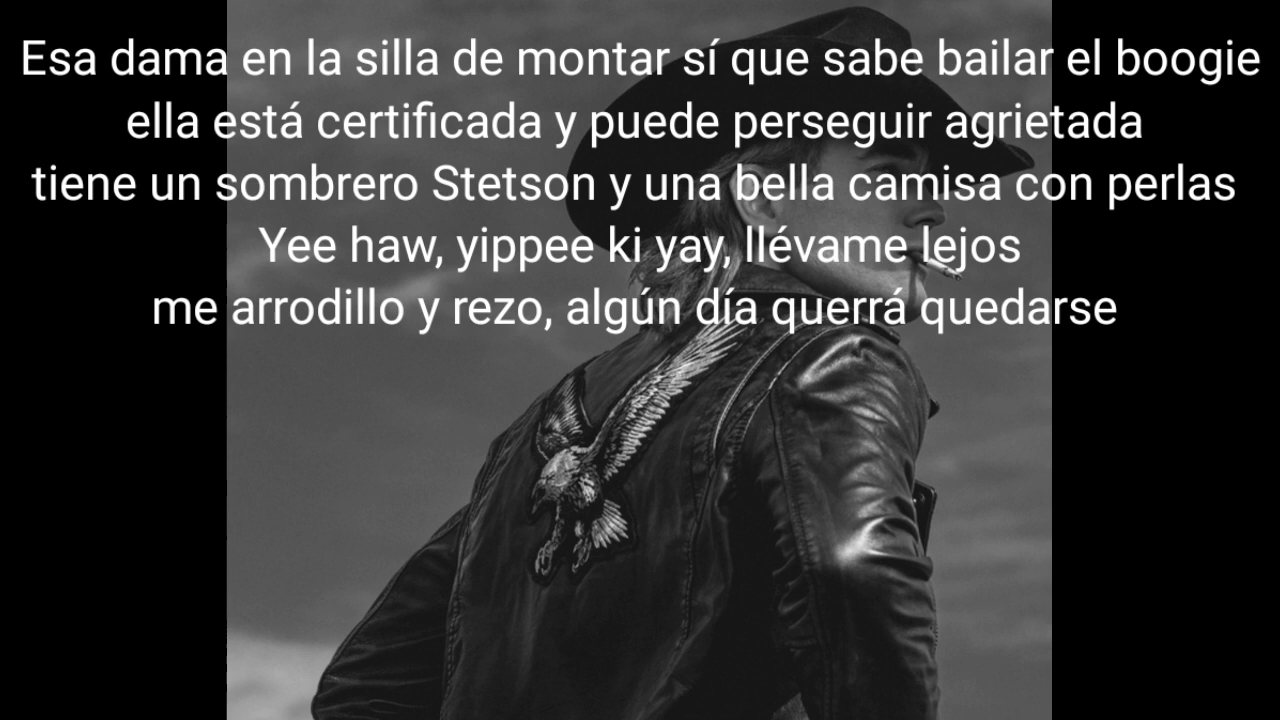 Esa dama en la silla de montar sí que sabe bailar el boogie
ella está certificada y puede perseguir agrietada
tiene un sombrero Stetson y una bella camisa con perlas
Yee haw, yippee ki yay, llévame lejos
me arrodillo y rezo, algún día querrá quedarse